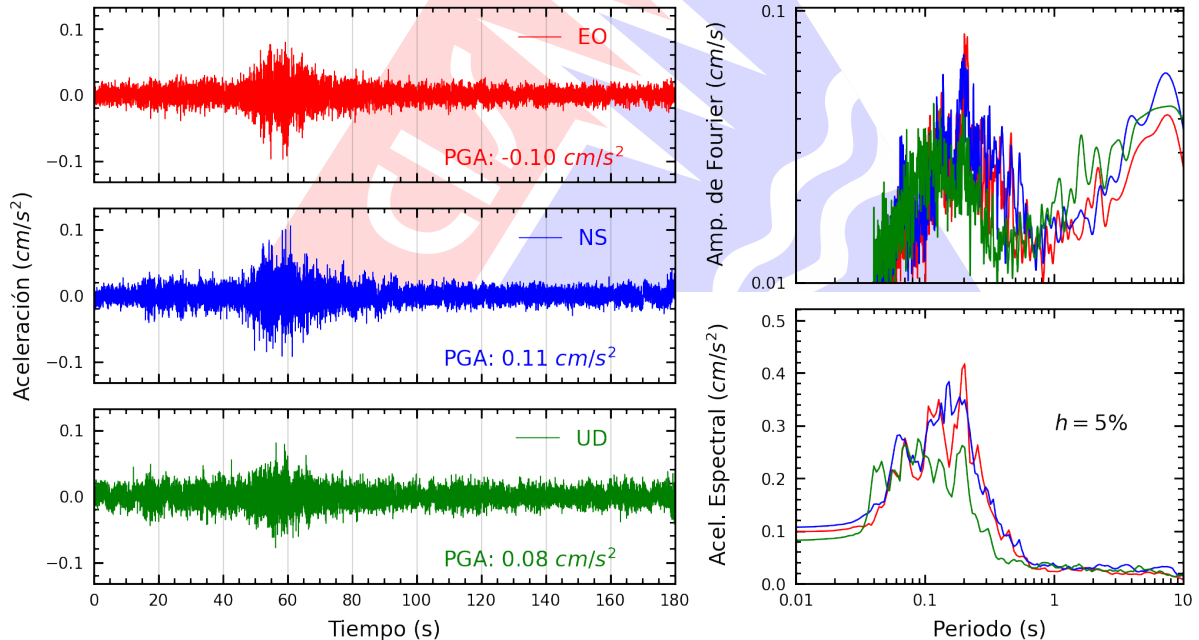 0.1
0.0
−0.1
EO
PGA: -0.10 cm/s²
0.1
0.0
−0.1
NS
PGA: 0.11 cm/s²
0.1
0.0
−0.1
UD
PGA: 0.08 cm/s²
0 20 40 60 80 100 120 140 160 180
Tiempo (s)
Aceleración (cm/s²)
0.1
0.01
Amp. de Fourier (cm/s)
0.5
0.4
0.3
0.2
0.1
0.0
h = 5%
Acel. Espectral (cm/s²)
0.01 0.1 1 10
Periodo (s)